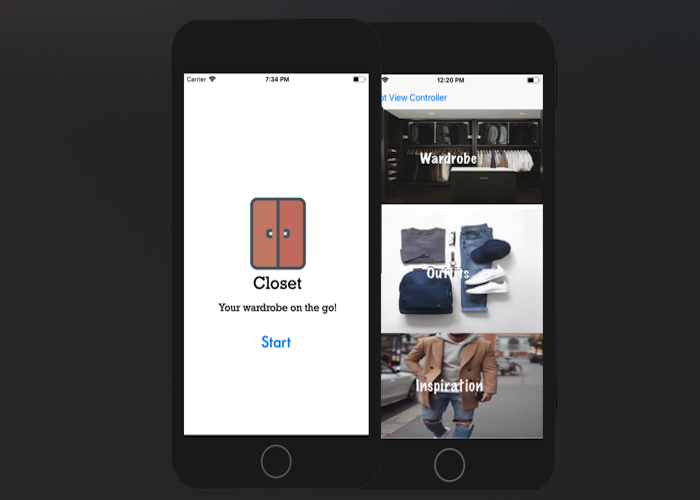 Carrier
7:34 PM
Closet
Your wardrobe on the go!
Start
12:20 PM
ot View Controller
Wardrobe
Outfits
Inspiration